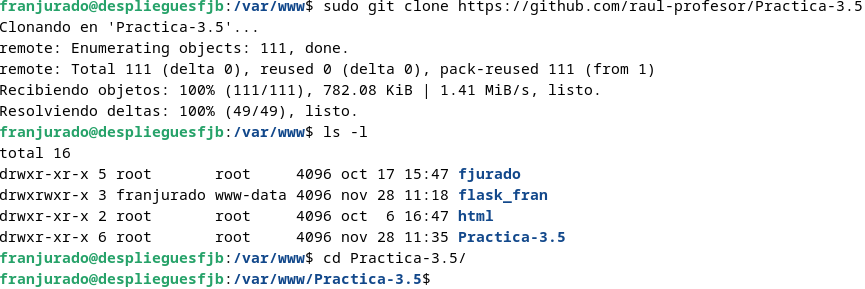 franjurado@desplieguesfjb:/var/www$ sudo git clone https://github.com/raul-profesor/Practica-3.5
Clonando en 'Practica-3.5'...
remote: Enumerating objects: 111, done.
remote: Total 111 (delta 0), reused 0 (delta 0), pack-reused 111 (from 1)
Recibiendo objetos: 100% (111/111), 782.08 KiB | 1.41 MiB/s, listo.
Resolviendo deltas: 100% (49/49), listo.
franjurado@desplieguesfjb:/var/www$ ls -l
total 16
drwxr-xr-x 5 root       root     4096 oct 17 15:47 fjurado
drwxrwxr-x 3 franjurado www-data 4096 nov 28 11:18 flask_fran
drwxr-xr-x 2 root       root     4096 oct  6 16:47 html
drwxr-xr-x 6 root       root     4096 nov 28 11:35 Practica-3.5
franjurado@desplieguesfjb:/var/www$ cd Practica-3.5/
franjurado@desplieguesfjb:/var/www/Practica-3.5$